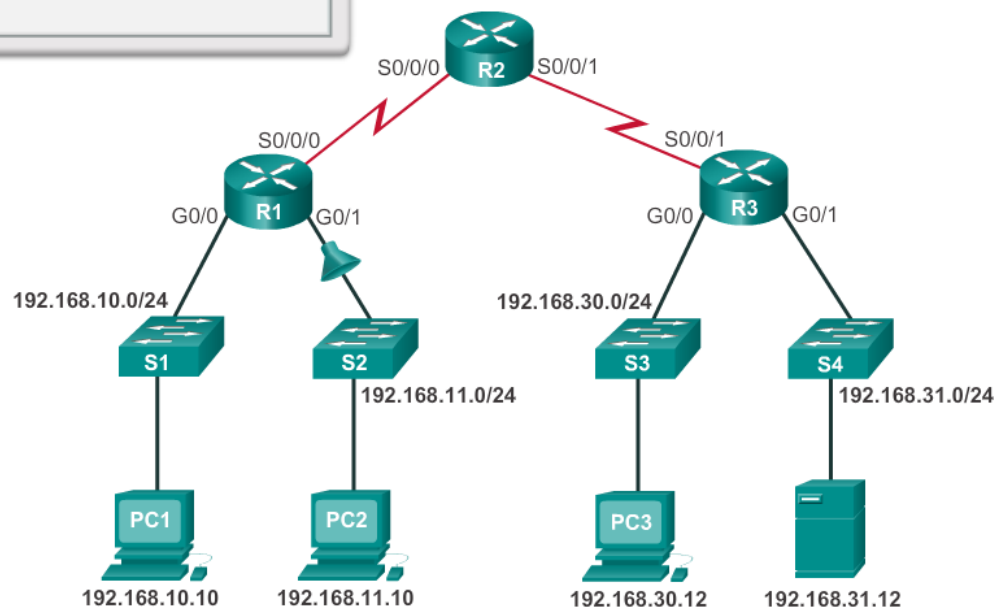 R2
S0/0/0
S0/0/1
S0/0/0
S0/0/1
R1
R3
G0/0
G0/1
G0/0
G0/1
192.168.10.0/24
192.168.30.0/24
S1
S2
S3
S4
192.168.11.0/24
192.168.31.0/24
PC1
PC2
PC3
192.168.10.10
192.168.11.10
192.168.30.12
192.168.31.12